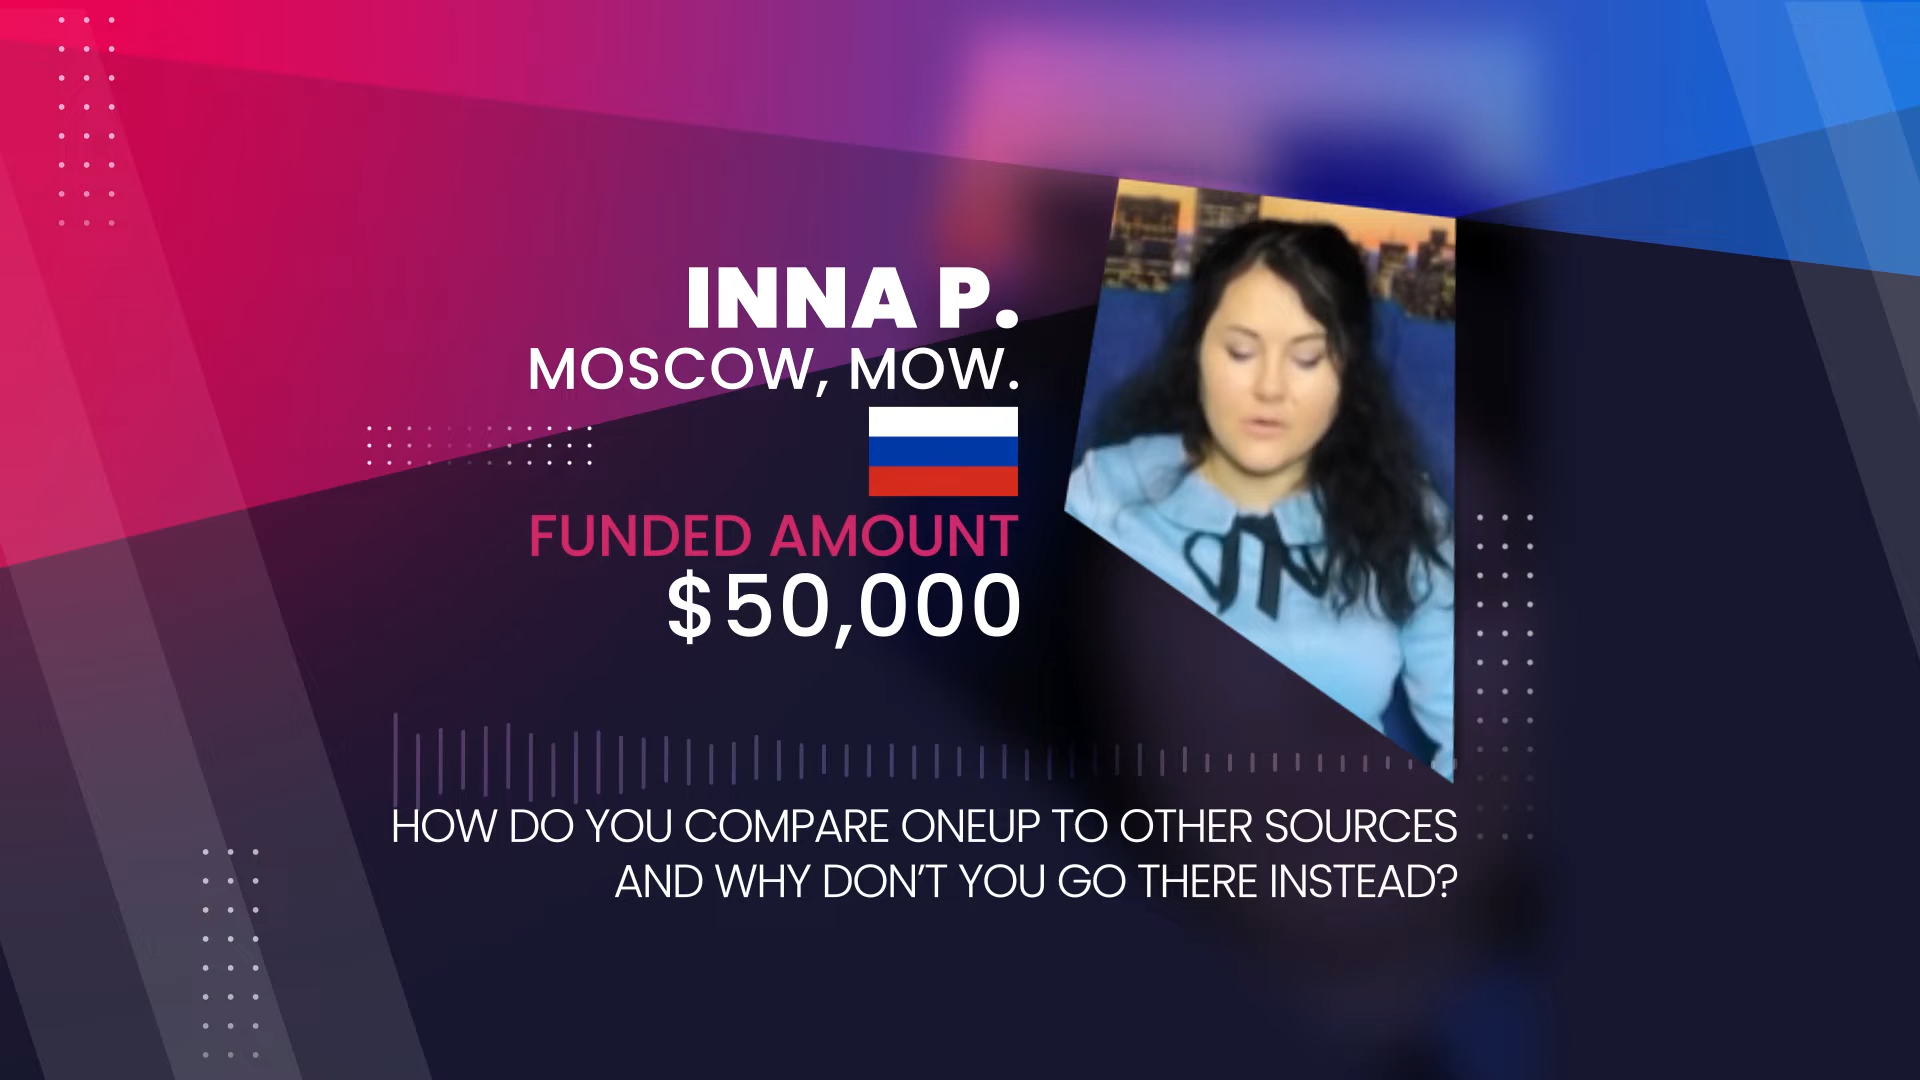 INNA P.
MOSCOW, MOW.
FUNDED AMOUNT
$50,000
HOW DO YOU COMPARE ONEUP TO OTHER SOURCES
AND WHY DON'T YOU GO THERE INSTEAD?